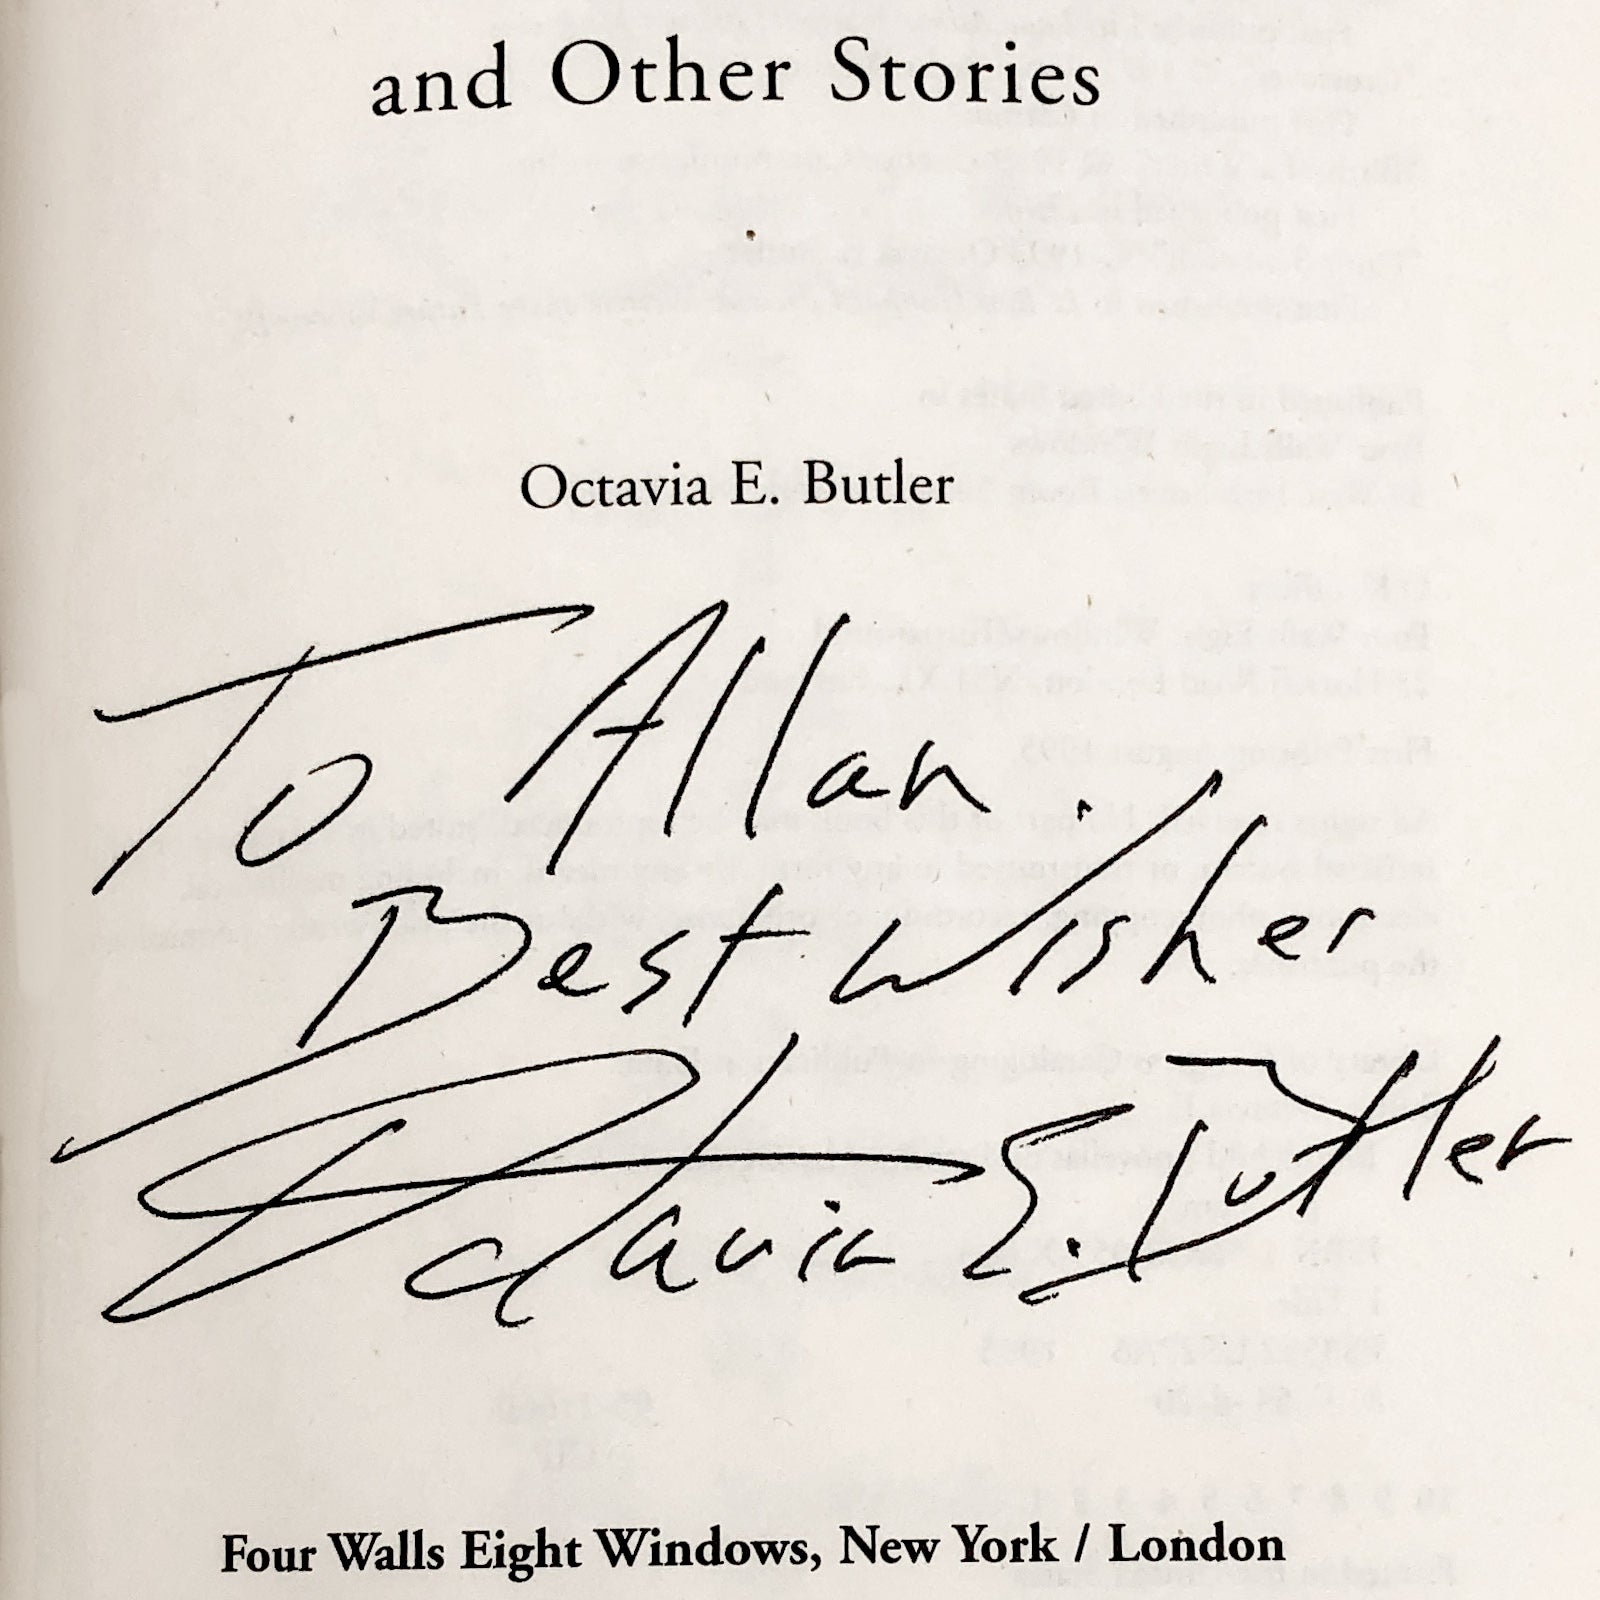 and Other Stories
Octavia E. Butler
To Allan
Best Wishes
Octavia E. Butler
Four Walls Eight Windows, New York / London